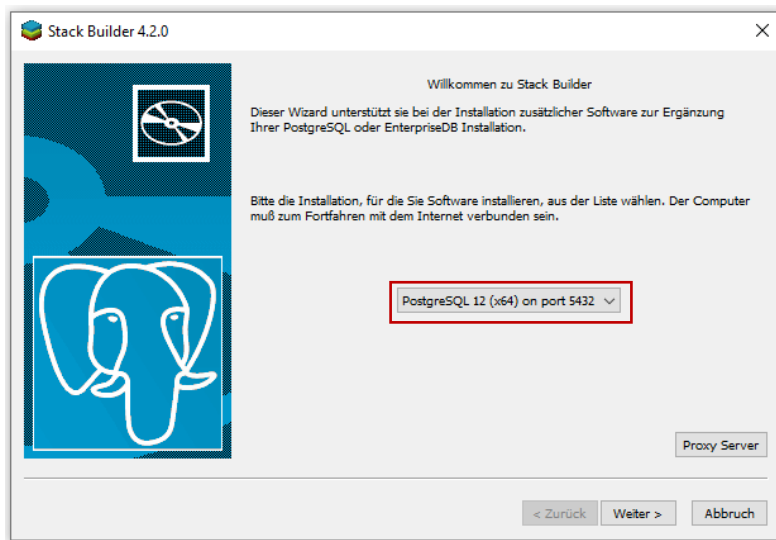 Stack Builder 4.2.0
Willkommen zu Stack Builder
Dieser Wizard unterstützt sie bei der Installation zusätzlicher Software zur Ergänzung
Ihrer PostgreSQL oder EnterpriseDB Installation.
Bitte die Installation, für die Sie Software installieren, aus der Liste wählen. Der Computer
muß zum Fortfahren mit dem Internet verbunden sein.
PostgreSQL 12 (x64) on port 5432
Proxy Server
< Zurück Weiter > Abbruch